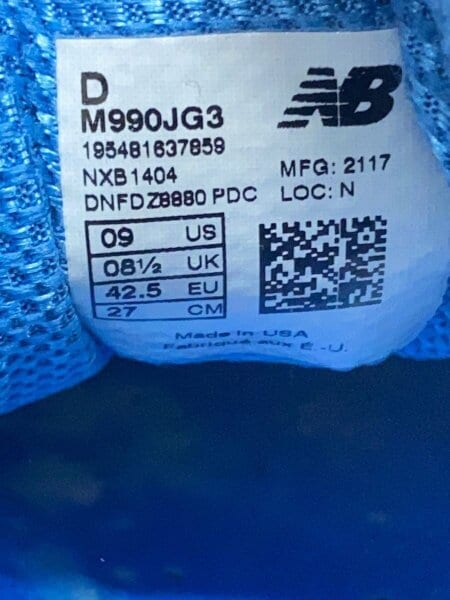 D
NB
M990JG3
195481637859
NXB1404
MFG: 2117
DNFDZ8880 PDC
LOC: N
09 US
08½ UK
42.5 EU
27 CM
Made in USA
Fabriqué aux É.-U.